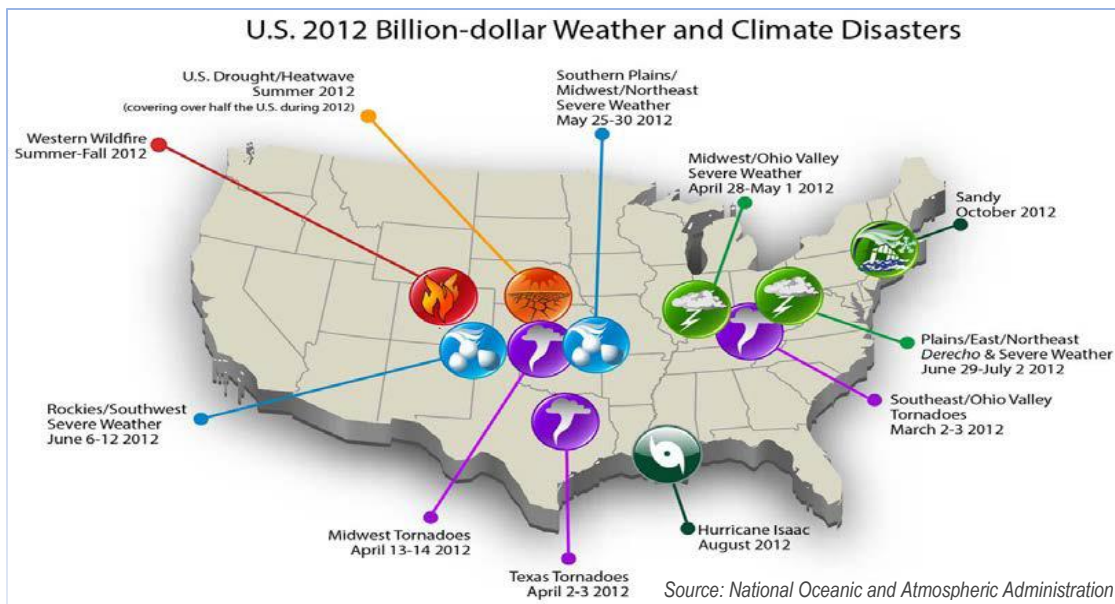 U.S. 2012 Billion-dollar Weather and Climate Disasters
U.S. Drought/Heatwave
Summer 2012
(covering over half the U.S. during 2012)
Southern Plains/
Midwest/Northeast
Severe Weather
May 25-30 2012
Western Wildfire
Summer-Fall 2012
Midwest/Ohio Valley
Severe Weather
April 28-May 1 2012
Sandy
October 2012
Plains/East/Northeast
Derecho & Severe Weather
June 29-July 2 2012
Southeast/Ohio Valley
Tornadoes
March 2-3 2012
Rockies/Southwest
Severe Weather
June 6-12 2012
Midwest Tornadoes
April 13-14 2012
Texas Tornadoes
April 2-3 2012
Hurricane Isaac
August 2012
Source: National Oceanic and Atmospheric Administration